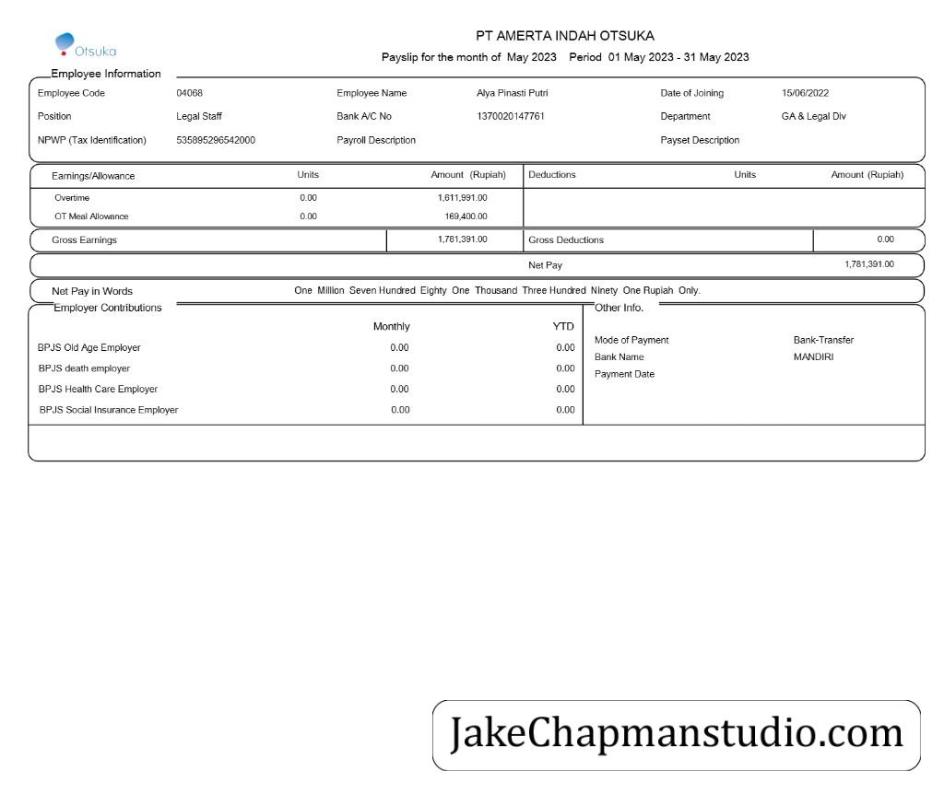 PT AMERTA INDAH OTSUKA
Otsuka
Payslip for the month of May 2023 Period 01 May 2023 - 31 May 2023
Employee Information
Employee Code 04068 Employee Name Alya Pinasti Putri Date of Joining 15/06/2022
Position Legal Staff Bank A/C No 1370020147761 Department GA & Legal Div
NPWP (Tax Identification) 535895296542000 Payroll Description Payset Description
Earnings/Allowance Units Amount (Rupiah) Deductions Units Amount (Rupiah)
Overtime 0.00 1,611,991.00
OT Meal Allowance 0.00 169,400.00
Gross Earnings 1,781,391.00 Gross Deductions 0.00
Net Pay 1,781,391.00
Net Pay in Words One Million Seven Hundred Eighty One Thousand Three Hundred Ninety One Rupiah Only.
Employer Contributions Other Info.
Monthly YTD
Mode of Payment Bank-Transfer
BPJS Old Age Employer 0.00 0.00
Bank Name MANDIRI
BPJS death employer 0.00 0.00
Payment Date
BPJS Health Care Employer 0.00 0.00
BPJS Social Insurance Employer 0.00 0.00
JakeChapmanstudio.com